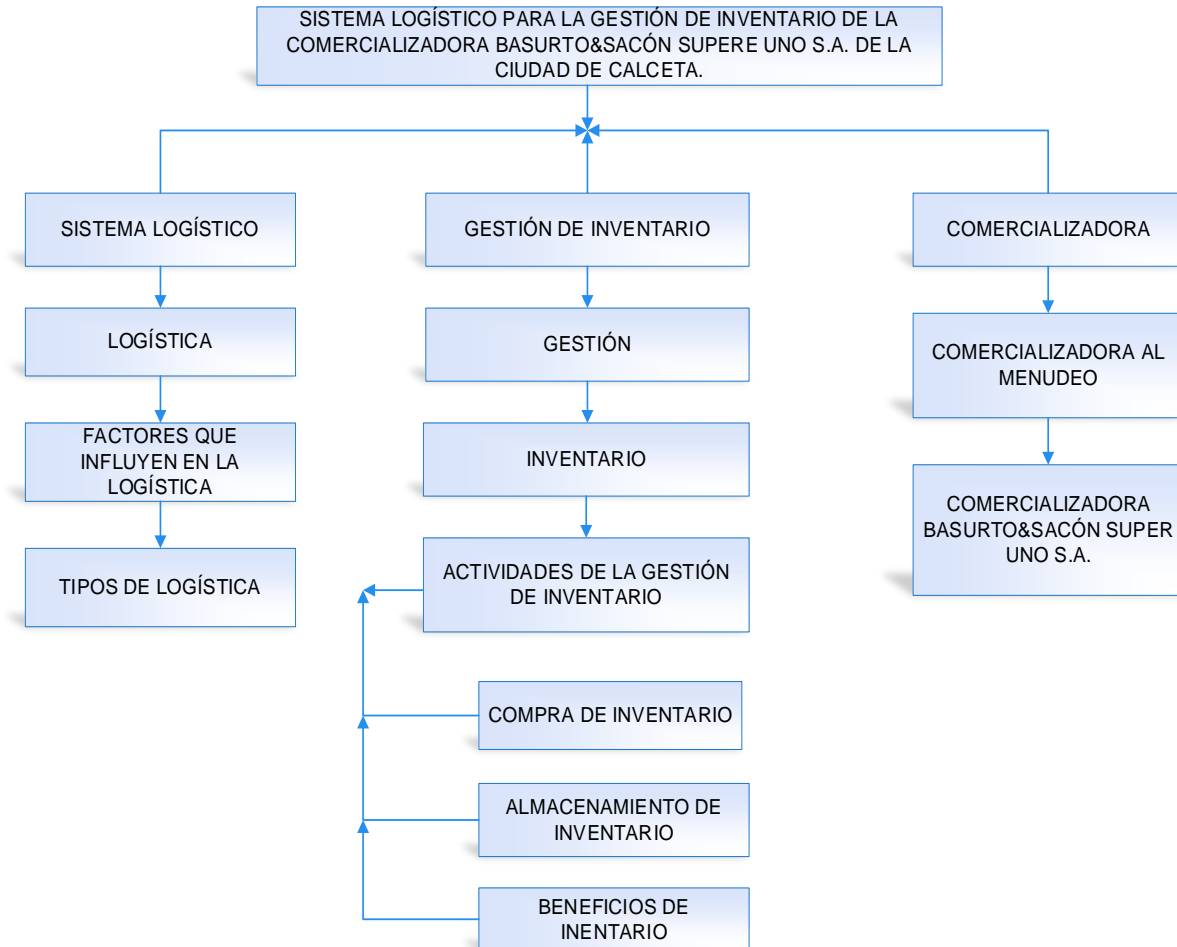 SISTEMA LOGÍSTICO PARA LA GESTIÓN DE INVENTARIO DE LA
COMERCIALIZADORA BASURTO&SACÓN SUPERE UNO S.A. DE LA
CIUDAD DE CALCETA.
SISTEMA LOGÍSTICO
LOGÍSTICA
FACTORES QUE
INFLUYEN EN LA
LOGÍSTICA
TIPOS DE LOGÍSTICA
GESTIÓN DE INVENTARIO
GESTIÓN
INVENTARIO
ACTIVIDADES DE LA GESTIÓN
DE INVENTARIO
COMPRA DE INVENTARIO
ALMACENAMIENTO DE
INVENTARIO
BENEFICIOS DE
INENTARIO
COMERCIALIZADORA
COMERCIALIZADORA AL
MENUDEO
COMERCIALIZADORA
BASURTO&SACÓN SUPER
UNO S.A.